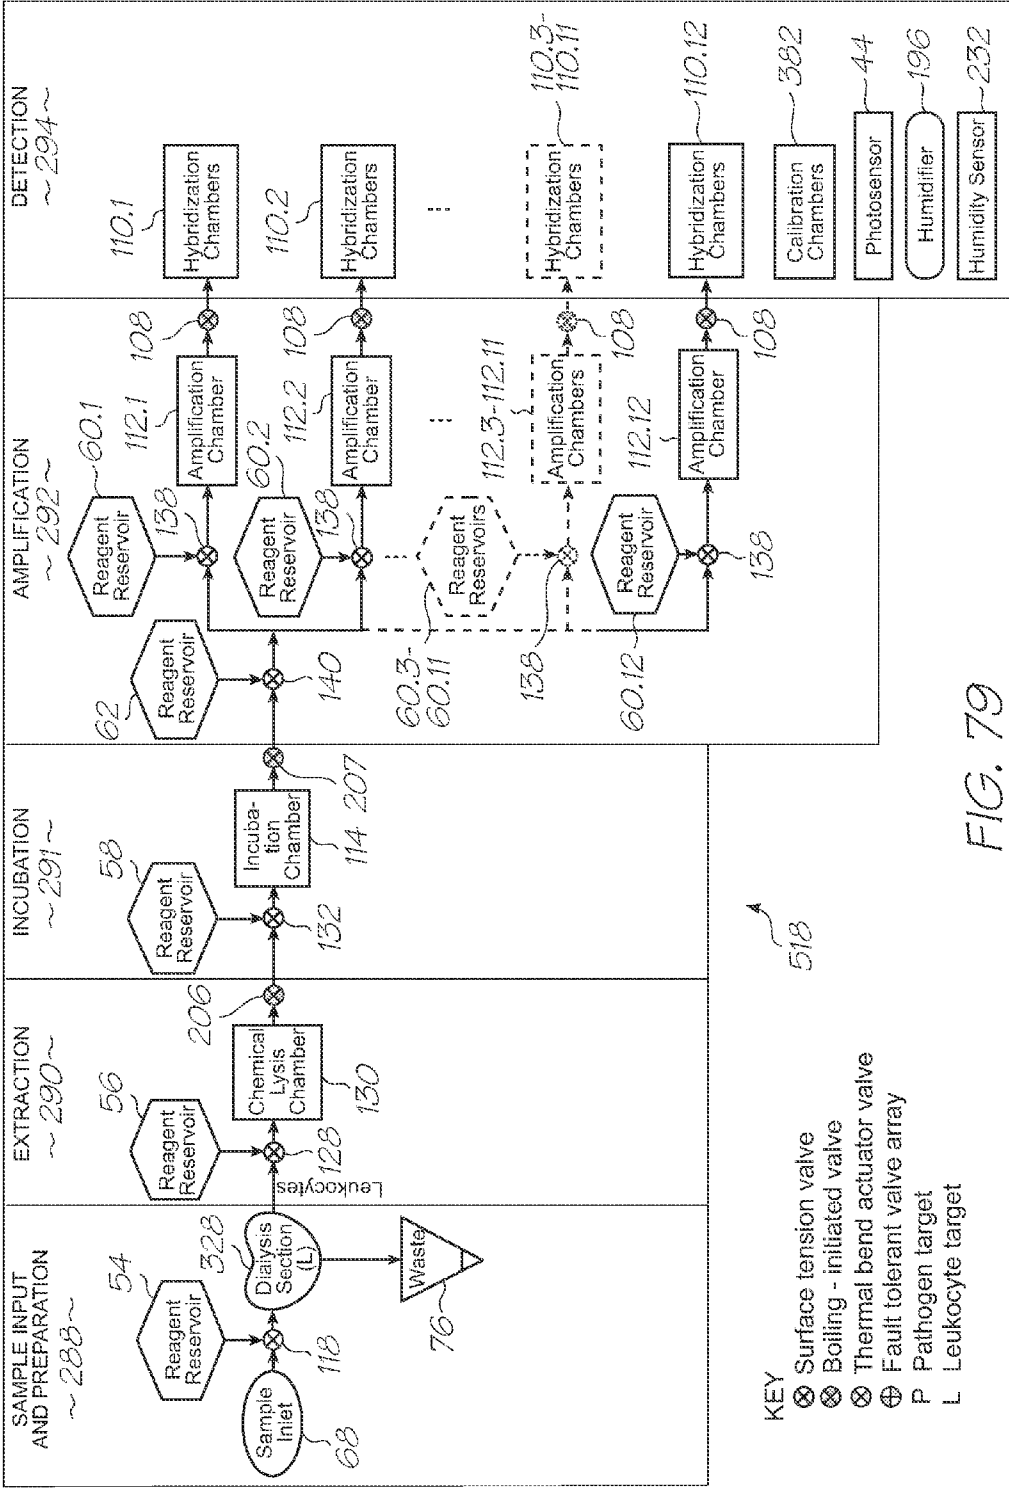 SAMPLE INPUT
AND PREPARATION
~288~
54
Reagent
Reservoir
328
Sample
Inlet
68
118
Dialysis
Section
(L)
Waste
76
Leukocytes
EXTRACTION
~290~
56
Reagent
Reservoir
128
Chemical
Lysis
Chamber
130
206
INCUBATION
~291~
58
Reagent
Reservoir
132
Incuba-
tion
Chamber
114
207
AMPLIFICATION
~292~
62
Reagent
Reservoir
140
60.1
Reagent
Reservoir
138
112.1
Amplification
Chamber
108
60.2
Reagent
Reservoir
138
112.2
Amplification
Chamber
108
...
...
60.3-
60.11
Reagent
Reservoirs
138
112.3-112.11
Amplification
Chambers
108
60.12
Reagent
Reservoir
138
112.12
Amplification
Chamber
108
DETECTION
~294~
110.1
Hybridization
Chambers
110.2
Hybridization
Chambers
...
110.3-
110.11
Hybridization
Chambers
110.12
Hybridization
Chambers
Calibration
Chambers
382
Photosensor
44
Humidifier
196
Humidity Sensor
232
518
KEY
Surface tension valve
Boiling - initiated valve
Thermal bend actuator valve
Fault tolerant valve array
P Pathogen target
L Leukocyte target
FIG. 79